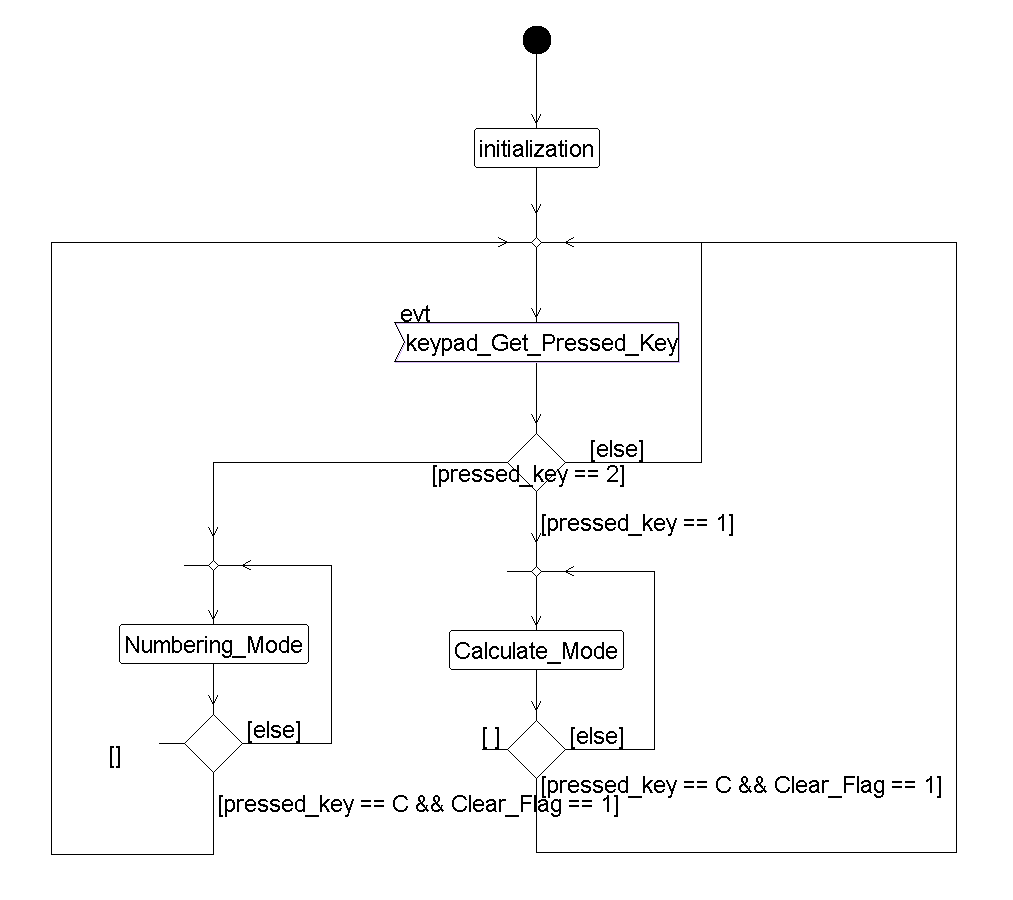 initialization
evt
keypad_Get_Pressed_Key
[else]
[pressed_key == 2]
[pressed_key == 1]
Numbering_Mode
Calculate_Mode
[else]
[]
[ ]
[else]
[pressed_key == C && Clear_Flag == 1]
[pressed_key == C && Clear_Flag == 1]